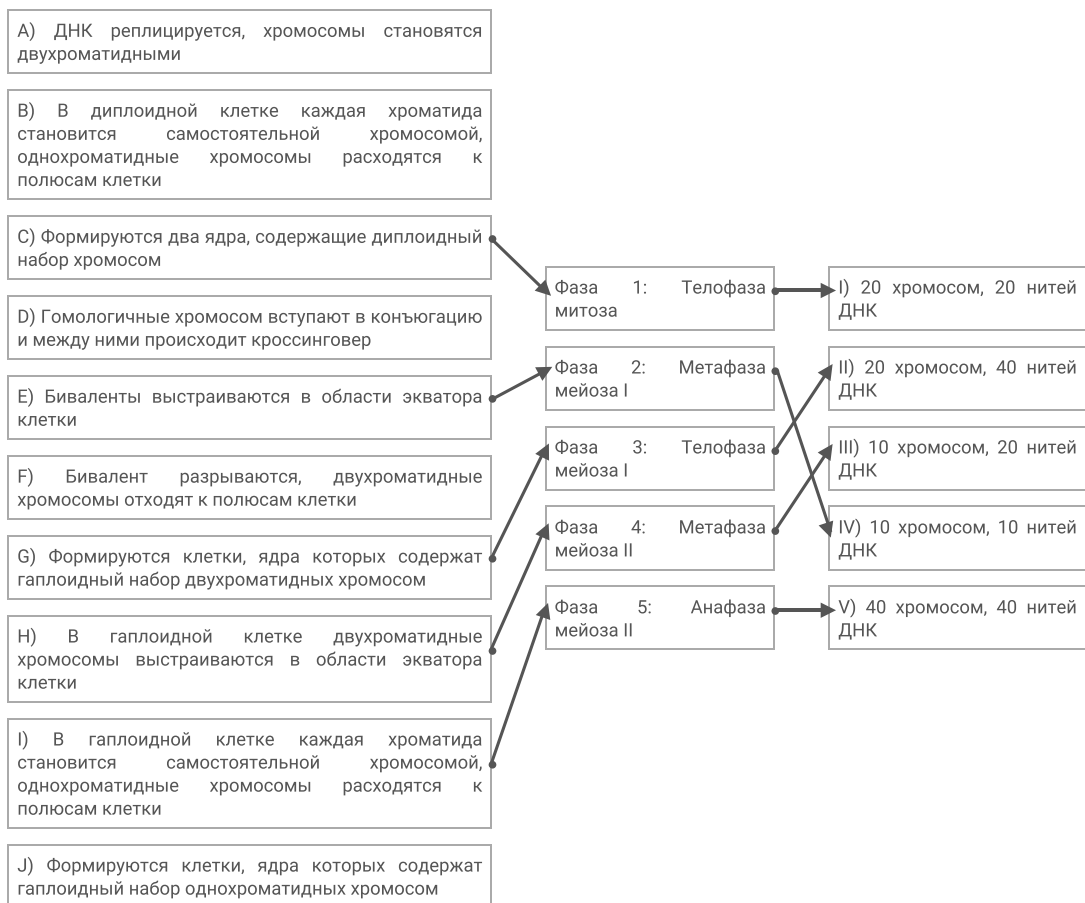 A) ДНК реплицируется, хромосомы становятся
двухроматидными
B) В диплоидной клетке каждая хроматида
становится самостоятельной хромосомой,
однохроматидные хромосомы расходятся к
полюсам клетки
C) Формируются два ядра, содержащие диплоидный
набор хромосом
D) Гомологичные хромосом вступают в конъюгацию
и между ними происходит кроссинговер
E) Биваленты выстраиваются в области экватора
клетки
F) Бивалент разрываются, двухроматидные
хромосомы отходят к полюсам клетки
G) Формируются клетки, ядра которых содержат
гаплоидный набор двухроматидных хромосом
H) В гаплоидной клетке двухроматидные
хромосомы выстраиваются в области экватора
клетки
I) В гаплоидной клетке каждая хроматида
становится самостоятельной хромосомой,
однохроматидные хромосомы расходятся к
полюсам клетки
J) Формируются клетки, ядра которых содержат
гаплоидный набор однохроматидных хромосом
Фаза 1: Телофаза
митоза
Фаза 2: Метафаза
мейоза I
Фаза 3: Телофаза
мейоза I
Фаза 4: Метафаза
мейоза II
Фаза 5: Анафаза
мейоза II
I) 20 хромосом, 20 нитей
ДНК
II) 20 хромосом, 40 нитей
ДНК
III) 10 хромосом, 20 нитей
ДНК
IV) 10 хромосом, 10 нитей
ДНК
V) 40 хромосом, 40 нитей
ДНК